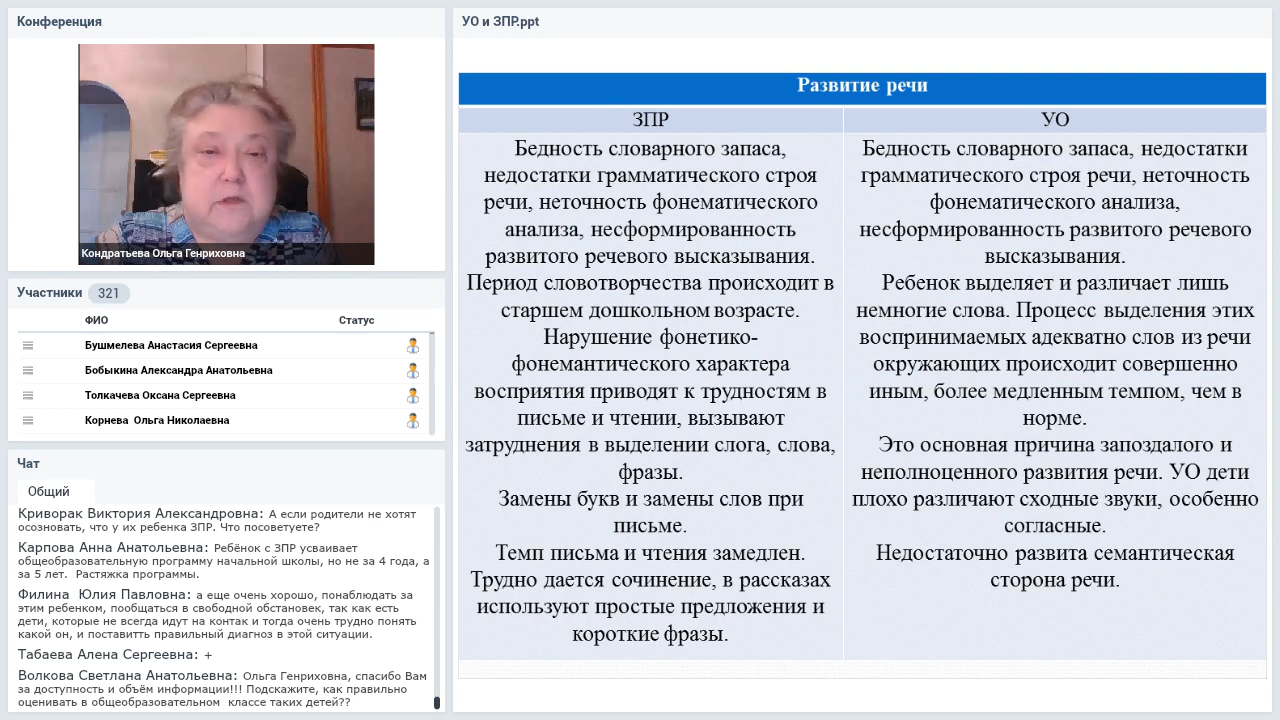 Конференция
Кондратьева Ольга Генриховна
Участники 321
ФИО Статус
Бушмелева Анастасия Сергеевна
Бобыкина Александра Анатольевна
Толкачева Оксана Сергеевна
Корнева Ольга Николаевна
Чат
Общий
Криворак Виктория Александровна: А если родители не хотят
осозновать, что у их ребенка ЗПР. Что посоветуете?
Карпова Анна Анатольевна: Ребёнок с ЗПР усваивает
общеобразовательную программу начальной школы, но не за 4 года, а
за 5 лет. Растяжка программы.
Филина Юлия Павловна: а еще очень хорошо, понаблюдать за
этим ребенком, пообщаться в свободной обстановек, так как есть
дети, которые не всегда идут на контак и тогда очень трудно понять
какой он, и поставитть правильный диагноз в этой ситуации.
Табаева Алена Сергеевна: +
Волкова Светлана Анатольевна: Ольга Генриховна, спасибо Вам
за доступность и объём информации!!! Подскажите, как правильно
оценивать в общеобразовательном классе таких детей??
УО и ЗПР.ppt
Развитие речи
ЗПР
Бедность словарного запаса,
недостатки грамматического строя
речи, неточность фонематического
анализа, несформированность
развитого речевого высказывания.
Период словотворчества происходит в
старшем дошкольном возрасте.
Нарушение фонетико-
фонемантического характера
восприятия приводят к трудностям в
письме и чтении, вызывают
затруднения в выделении слога, слова,
фразы.
Замены букв и замены слов при
письме.
Темп письма и чтения замедлен.
Трудно дается сочинение, в рассказах
используют простые предложения и
короткие фразы.
УО
Бедность словарного запаса, недостатки
грамматического строя речи, неточность
фонематического анализа,
несформированность развитого речевого
высказывания.
Ребенок выделяет и различает лишь
немногие слова. Процесс выделения этих
воспринимаемых адекватно слов из речи
окружающих происходит совершенно
иным, более медленным темпом, чем в
норме.
Это основная причина запоздалого и
неполноценного развития речи. УО дети
плохо различают сходные звуки, особенно
согласные.
Недостаточно развита семантическая
сторона речи.